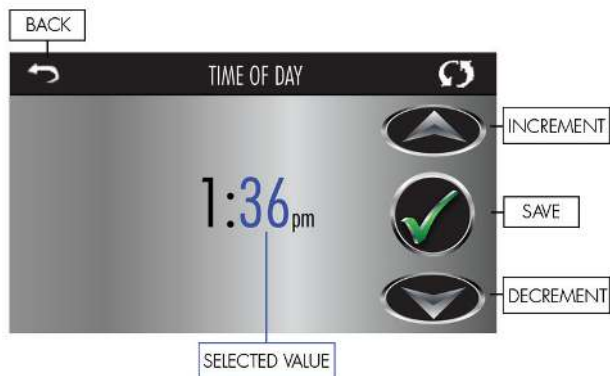 BACK
TIME OF DAY
INCREMENT
1:36pm
SAVE
DECREMENT
SELECTED VALUE